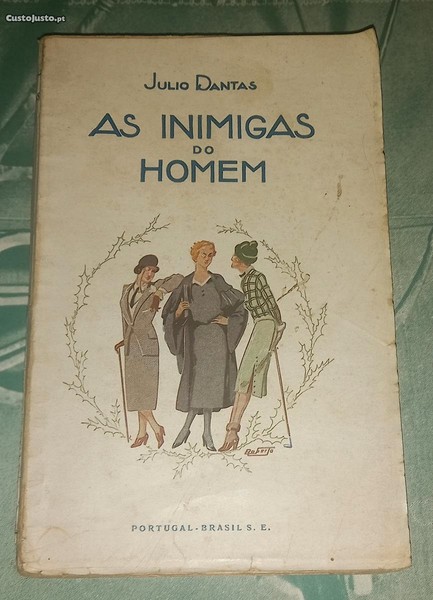 CustoJusto.pt
JULIO DANTAS
AS INIMIGAS
DO
HOMEM
Roberto
PORTUGAL-BRASIL S. E.